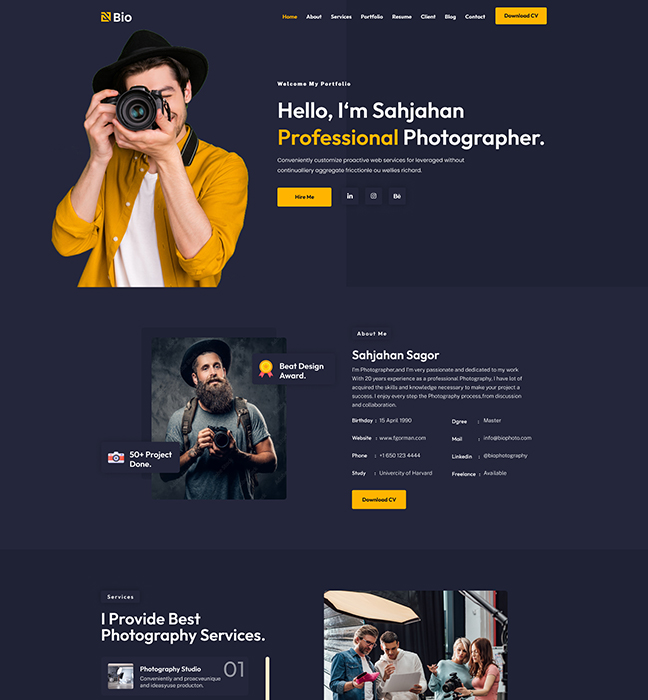 Bio
Home About Services Portfolio Resume Client Blog Contact Download CV
Welcome My Portfolio
Hello, I‘m Sahjahan
Professional Photographer.
Conveniently customize proactive web services for leveraged without
continualliery aggregate fricctionle ou wellies richard.
Hire Me
in
Bē
About Me
Sahjahan Sagor
I'm Photographer,and I'm very passionate and dedicated to my work
With 20 years experience as a professional Photography, I have lot of
acquired the skills and knowledge necessary to make your project a
success. I enjoy every step the Photography process,from discussion
and collaboration.
Beat Design
Award.
50+ Project
Done.
Birthday : 15 April 1990 Dgree : Master
Website : www.fgorman.com Mail : info@biophoto.com
Phone : +1 650 123 4444 Linkedin : @biophotography
Study : Univercity of Harvard Freelance : Available
Download CV
Services
I Provide Best
Photography Services.
Photography Studio
01
Conveniently and proacveunique
and-ideasyuse producton.